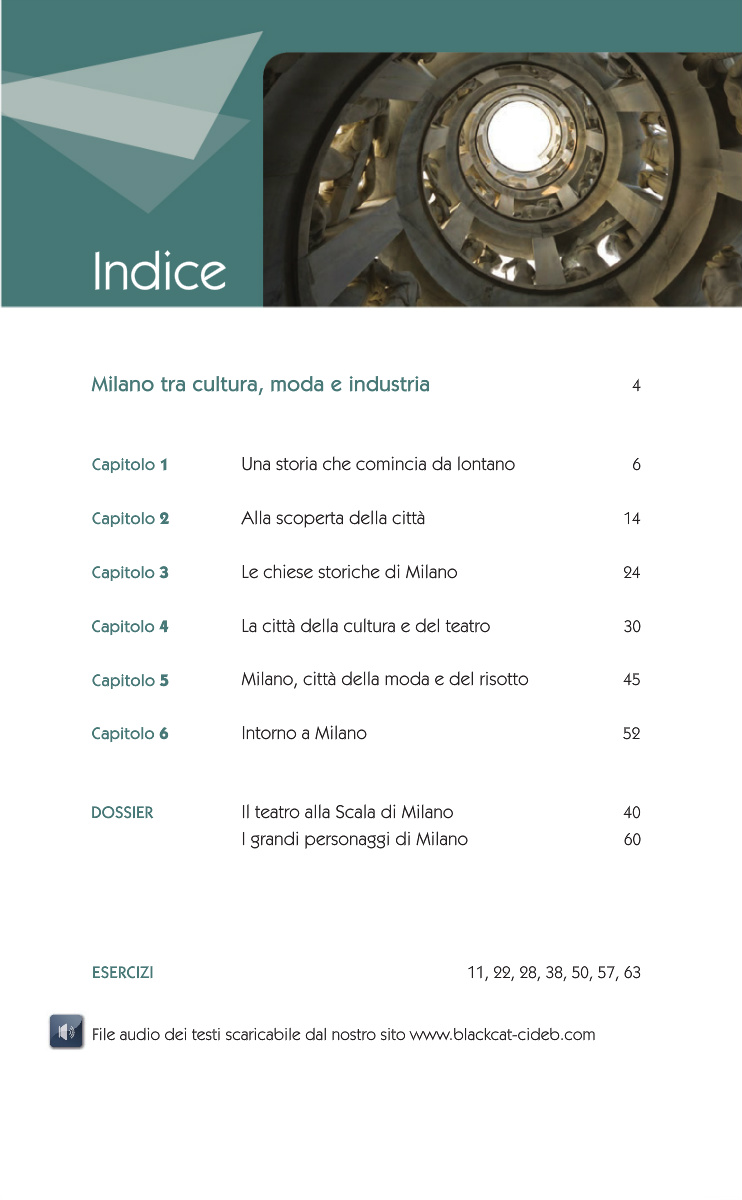 Indice
Milano tra cultura, moda e industria 4
Capitolo 1 Una storia che comincia da lontano 6
Capitolo 2 Alla scoperta della città 14
Capitolo 3 Le chiese storiche di Milano 24
Capitolo 4 La città della cultura e del teatro 30
Capitolo 5 Milano, città della moda e del risotto 45
Capitolo 6 Intorno a Milano 52
DOSSIER Il teatro alla Scala di Milano 40
I grandi personaggi di Milano 60
ESERCIZI 11, 22, 28, 38, 50, 57, 63
File audio dei testi scaricabile dal nostro sito www.blackcat-cideb.com